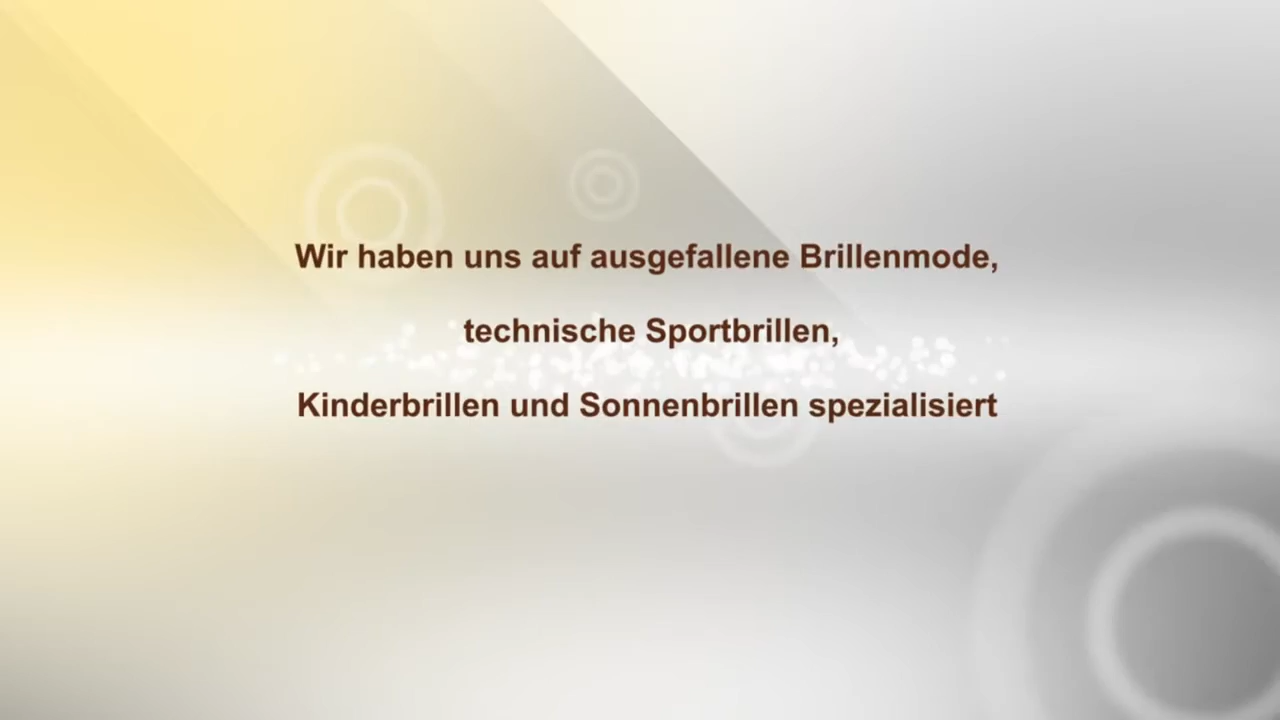 Wir haben uns auf ausgefallene Brillenmode,
technische Sportbrillen,
Kinderbrillen und Sonnenbrillen spezialisiert